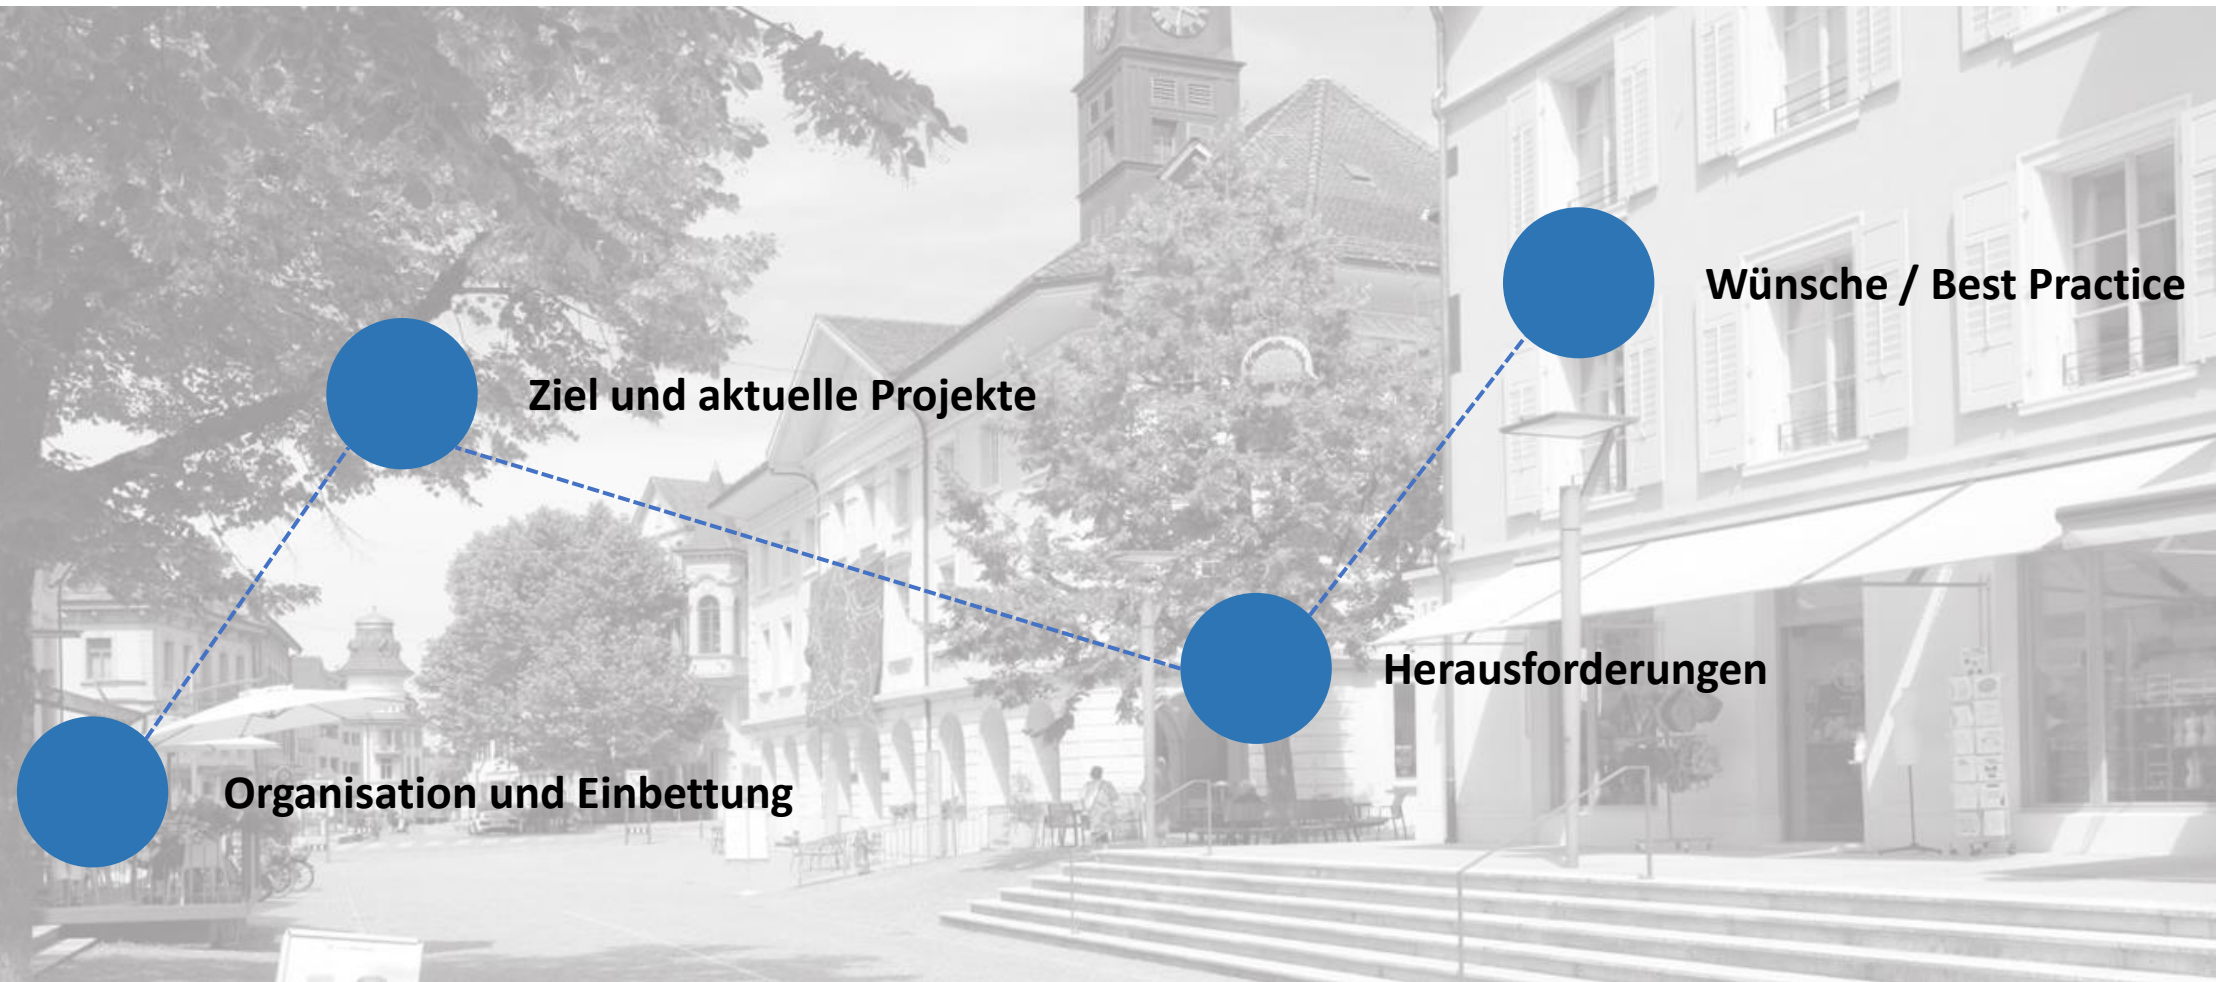 Organisation und Einbettung
Ziel und aktuelle Projekte
Herausforderungen
Wünsche / Best Practice